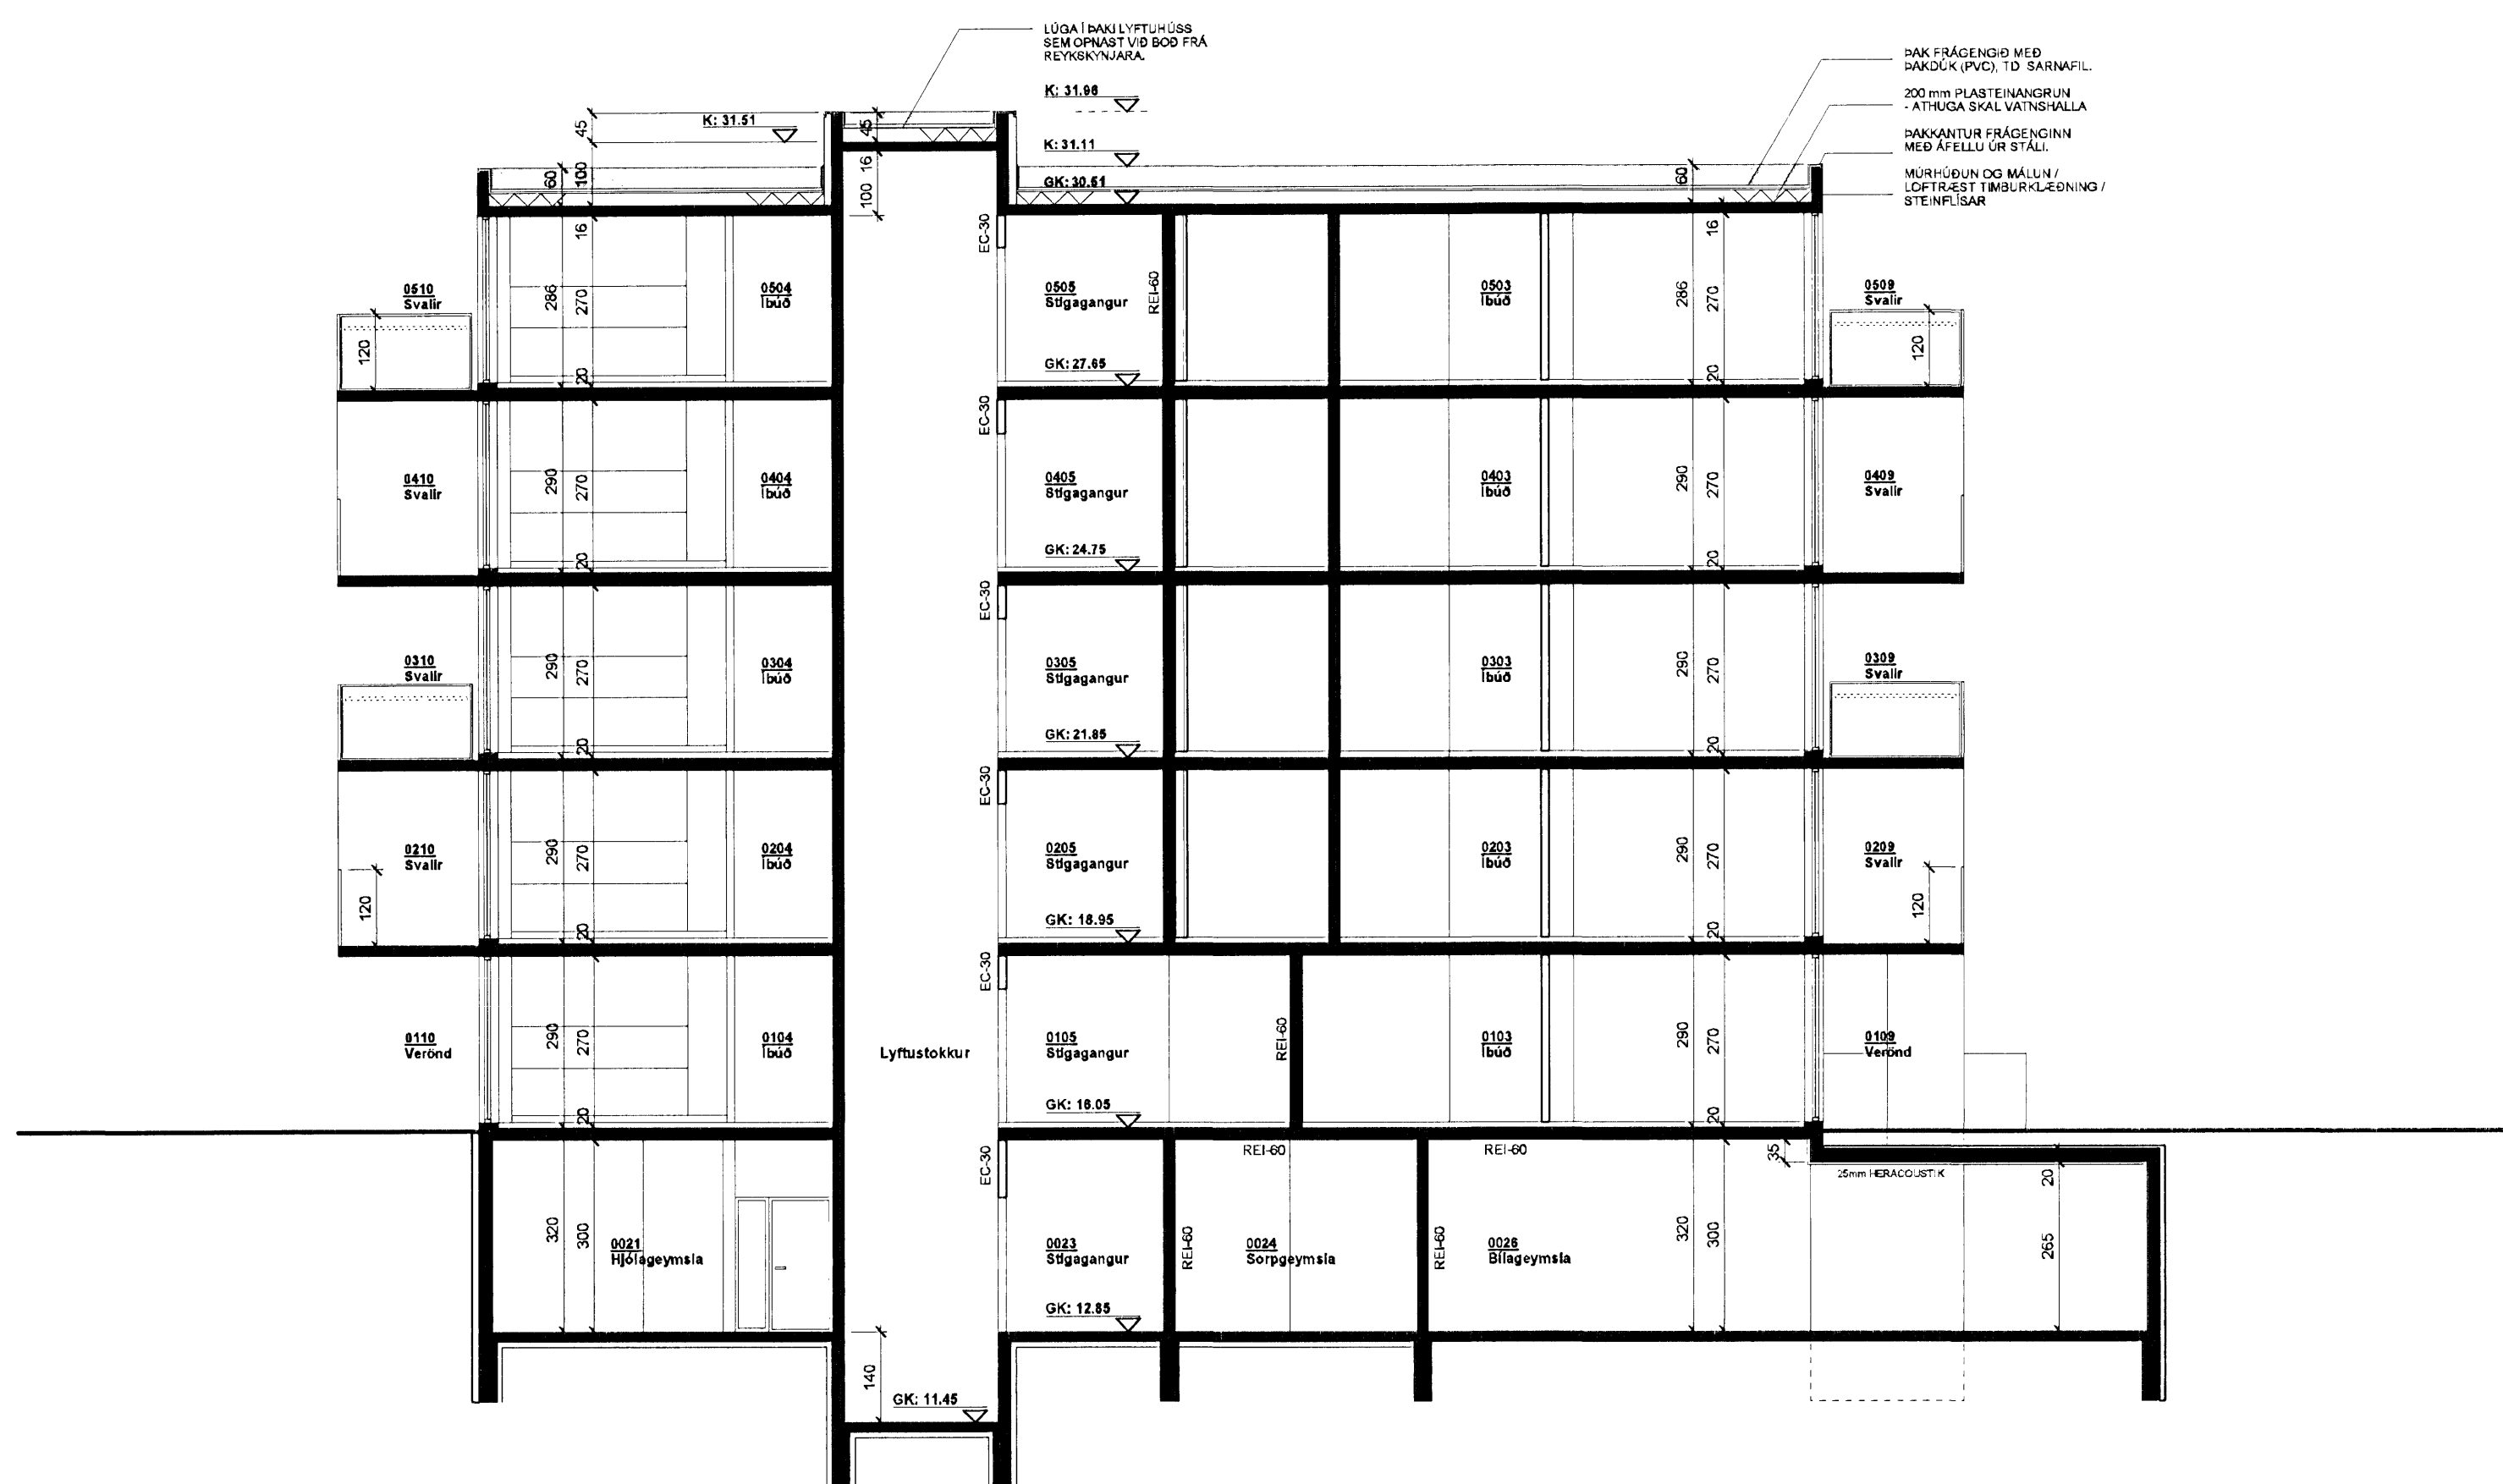 LÚGA Í ÞAKI LYFTUHÚSS
SEM OPNAST VIÐ BOÐ FRÁ
REYKSKYNJARA.
ÞAK FRÁGENGIÐ MEÐ
ÞAKDÚK (PVC), TD SARNAFIL.
200 mm PLASTEINANGRUN
- ATHUGA SKAL VATNSHALLA
ÞAKKANTUR FRÁGENGINN
MEÐ ÁFELLU ÚR STÁLI.
MÚRHÚÐUN OG MÁLUN /
LOFTRÆST TIMBURKLÆÐNING /
STEINFLÍSAR
K: 31.96
K: 31.51
45
45
K: 31.11
60
100
16
100
GK: 30.51
60
16
EC-30
16
0510
Svalir
286
270
0504
Íbúð
0505
Stigagangur
REI-60
0503
Íbúð
286
270
0509
Svalir
120
20
GK: 27.65
20
120
EC-30
0410
Svalir
290
270
0404
Íbúð
0405
Stigagangur
0403
Íbúð
290
270
0409
Svalir
20
GK: 24.75
20
EC-30
0310
Svalir
290
270
0304
Íbúð
0305
Stigagangur
0303
Íbúð
290
270
0309
Svalir
20
GK: 21.85
20
EC-30
0210
Svalir
290
270
0204
Íbúð
0205
Stigagangur
0203
Íbúð
290
270
0209
Svalir
120
20
GK: 18.95
20
120
EC-30
0110
Verönd
290
270
0104
Íbúð
Lyftustokkur
0105
Stigagangur
REI-60
0103
Íbúð
290
270
0109
Verönd
20
GK: 16.05
20
EC-30
REI-60
REI-60
35
25mm HERACOUSTIK
20
320
300
0021
Hjólageymsla
0023
Stigagangur
REI-60
0024
Sorpgeymsla
REI-60
0026
Bílageymsla
320
300
265
GK: 12.85
140
GK: 11.45